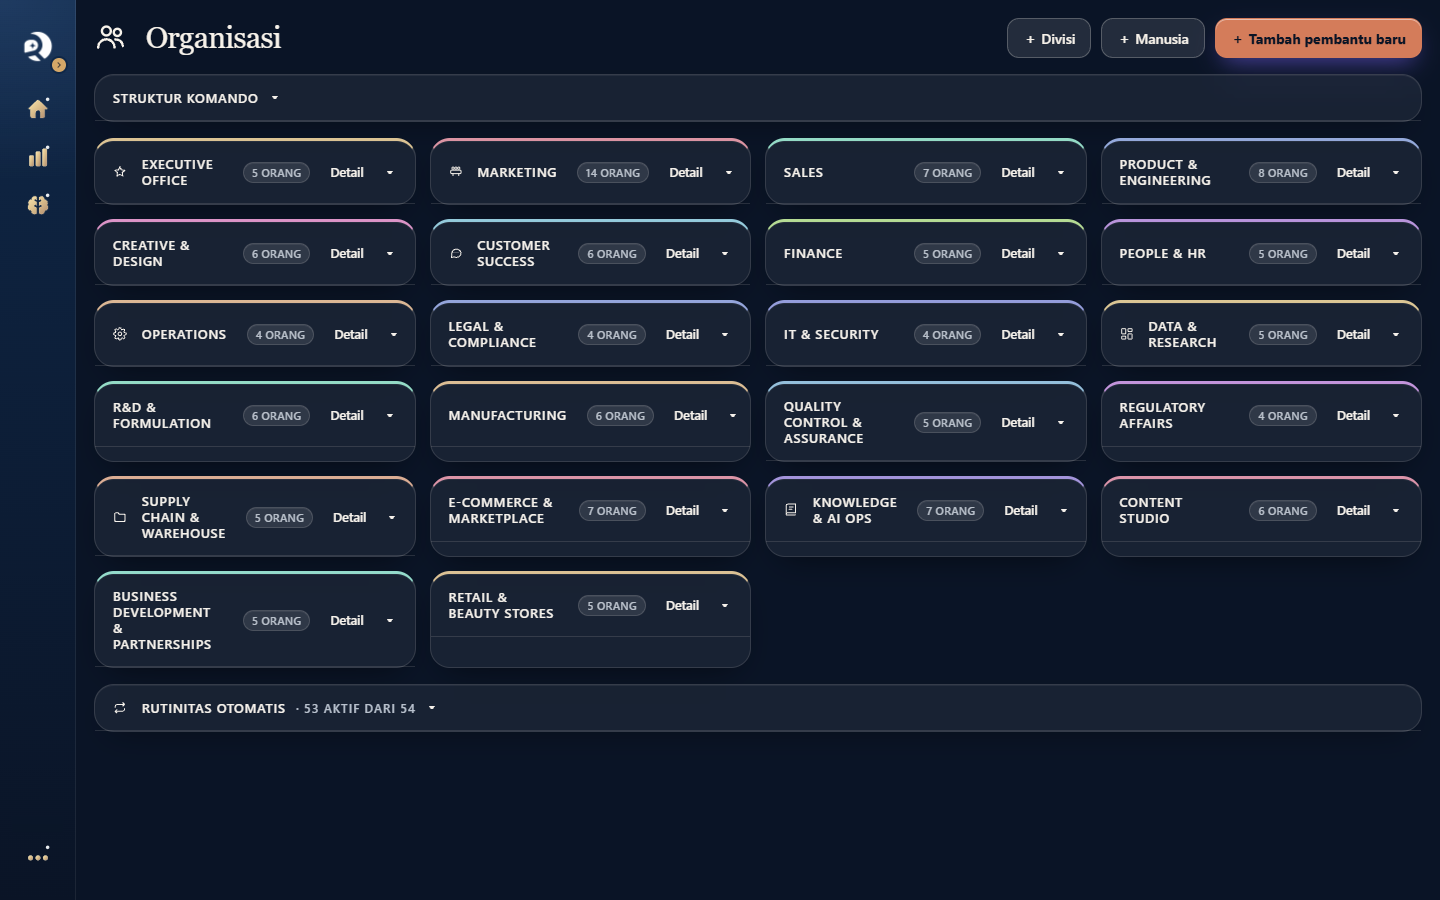 Organisasi
+ Divisi
+ Manusia
+ Tambah pembantu baru
STRUKTUR KOMANDO
EXECUTIVE
OFFICE
5 ORANG
Detail
MARKETING
14 ORANG
Detail
SALES
7 ORANG
Detail
PRODUCT &
ENGINEERING
8 ORANG
Detail
CREATIVE &
DESIGN
6 ORANG
Detail
CUSTOMER
SUCCESS
6 ORANG
Detail
FINANCE
5 ORANG
Detail
PEOPLE & HR
5 ORANG
Detail
OPERATIONS
4 ORANG
Detail
LEGAL &
COMPLIANCE
4 ORANG
Detail
IT & SECURITY
4 ORANG
Detail
DATA &
RESEARCH
5 ORANG
Detail
R&D &
FORMULATION
6 ORANG
Detail
MANUFACTURING
6 ORANG
Detail
QUALITY
CONTROL &
ASSURANCE
5 ORANG
Detail
REGULATORY
AFFAIRS
4 ORANG
Detail
SUPPLY
CHAIN &
WAREHOUSE
5 ORANG
Detail
E-COMMERCE &
MARKETPLACE
7 ORANG
Detail
KNOWLEDGE
& AI OPS
7 ORANG
Detail
CONTENT
STUDIO
6 ORANG
Detail
BUSINESS
DEVELOPMENT
&
PARTNERSHIPS
5 ORANG
Detail
RETAIL &
BEAUTY STORES
5 ORANG
Detail
RUTINITAS OTOMATIS · 53 AKTIF DARI 54